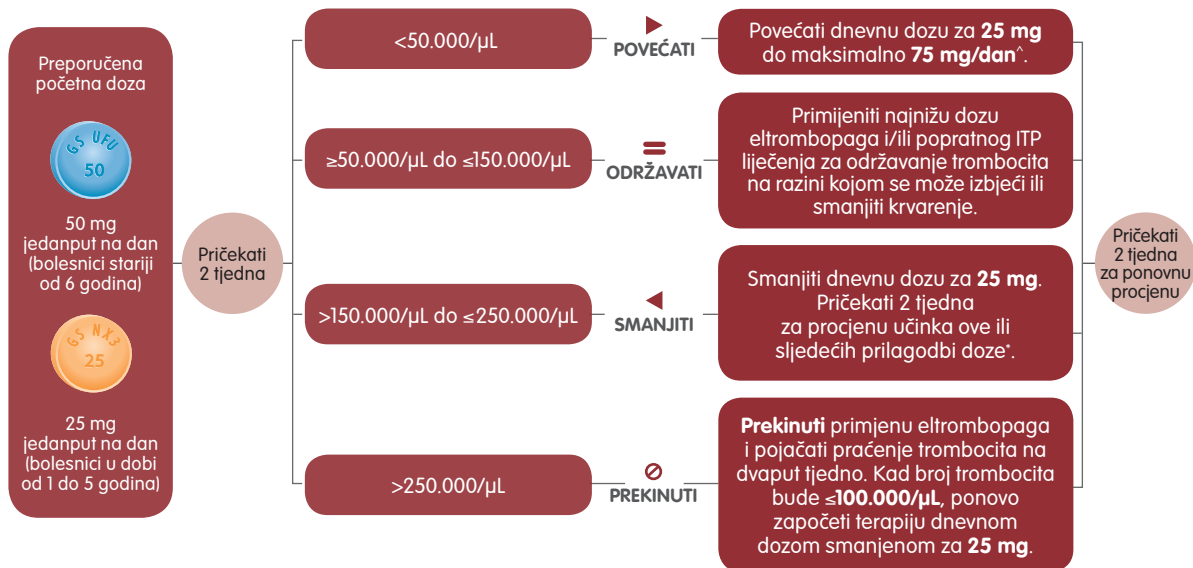 Preporučena
početna doza
GS UFU
50
50 mg
jedanput na dan
(bolesnici stariji
od 6 godina)
GS NX3
25
25 mg
jedanput na dan
(bolesnici u dobi
od 1 do 5 godina)
Pričekati
2 tjedna
<50.000/µL
POVEĆATI
Povećati dnevnu dozu za 25 mg
do maksimalno 75 mg/dan^.
≥50.000/µL do ≤150.000/µL
ODRŽAVATI
Primijeniti najnižu dozu
eltrombopaga i/ili popratnog ITP
liječenja za održavanje trombocita
na razini kojom se može izbjeći ili
smanjiti krvarenje.
>150.000/µL do ≤250.000/µL
SMANJITI
Smanjiti dnevnu dozu za 25 mg.
Pričekati 2 tjedna
za procjenu učinka ove ili
sljedećih prilagodbi doze*.
>250.000/µL
PREKINUTI
Prekinuti primjenu eltrombopaga
i pojačati praćenje trombocita na
dvaput tjedno. Kad broj trombocita
bude ≤100.000/µL, ponovo
započeti terapiju dnevnom
dozom smanjenom za 25 mg.
Pričekati
2 tjedna
za ponovnu
procjenu